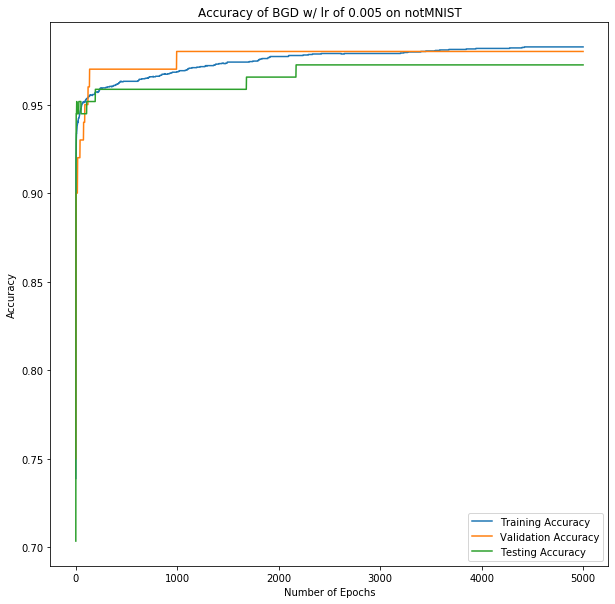 Accuracy of BGD w/ lr of 0.005 on notMNIST
Accuracy
0.95
0.90
0.85
0.80
0.75
0.70
0
1000
2000
3000
4000
5000
Number of Epochs
Training Accuracy
Validation Accuracy
Testing Accuracy